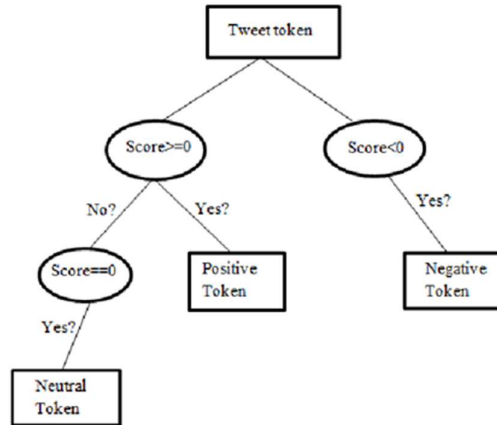 Tweet token
Score>=0
Score<0
No?
Yes?
Yes?
Score==0
Positive
Token
Negative
Token
Yes?
Neutral
Token